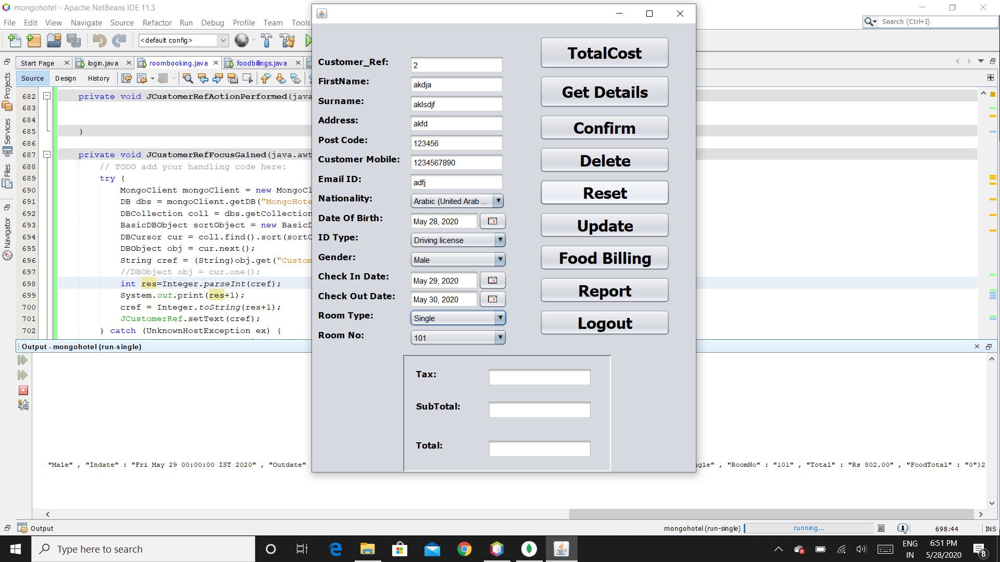 mongohotel - Apache NetBeans IDE 11.3
File Edit View Navigate Source Refactor Run Debug Profile Team Tools
Search (Ctrl+I)
<default config>
Start Page login.java roombooking.java foodbillings.java
Source Design History
Projects
Services
Files
Navigator
682 private void JCustomerRefActionPerformed(java
683
684
685 }
686
687 private void JCustomerRefFocusGained(java.awt
688 // TODO add your handling code here:
689 try {
690 MongoClient mongoClient = new MongoCl
691 DB dbs = mongoClient.getDB("MongoHote
692 DBCollection coll = dbs.getCollection
693 BasicDBObject sortObject = new BasicD
694 DBCursor cur = coll.find().sort(sortO
695 DBObject obj = cur.next();
696 String cref = (String)obj.get("Custom
697 //DBObject obj = cur.one();
698 int res=Integer.parseInt(cref);
699 System.out.print(res+1);
700 cref = Integer.toString(res+1);
701 JCustomerRef.setText(cref);
702 } catch (UnknownHostException ex) {
Customer_Ref: 2
FirstName: akdja
Surname: aklsdjf
Address: akfd
Post Code: 123456
Customer Mobile: 1234567890
Email ID: adfj
Nationality: Arabic (United Arab ...
Date Of Birth: May 28, 2020
ID Type: Driving license
Gender: Male
Check In Date: May 29, 2020
Check Out Date: May 30, 2020
Room Type: Single
Room No: 101
TotalCost
Get Details
Confirm
Delete
Reset
Update
Food Billing
Report
Logout
Tax:
SubTotal:
Total:
Output - mongohotel (run-single)
"Male" , "Indate" : "Fri May 29 00:00:00 IST 2020" , "Outdate" ngle" , "RoomNo" : "101" , "Total" : "Rs 802.00" , "FoodTotal" : "0"}2
Output
mongohotel (run-single) running... 1 698:44 INS
Type here to search
ENG
IN
6:51 PM
5/28/2020
8